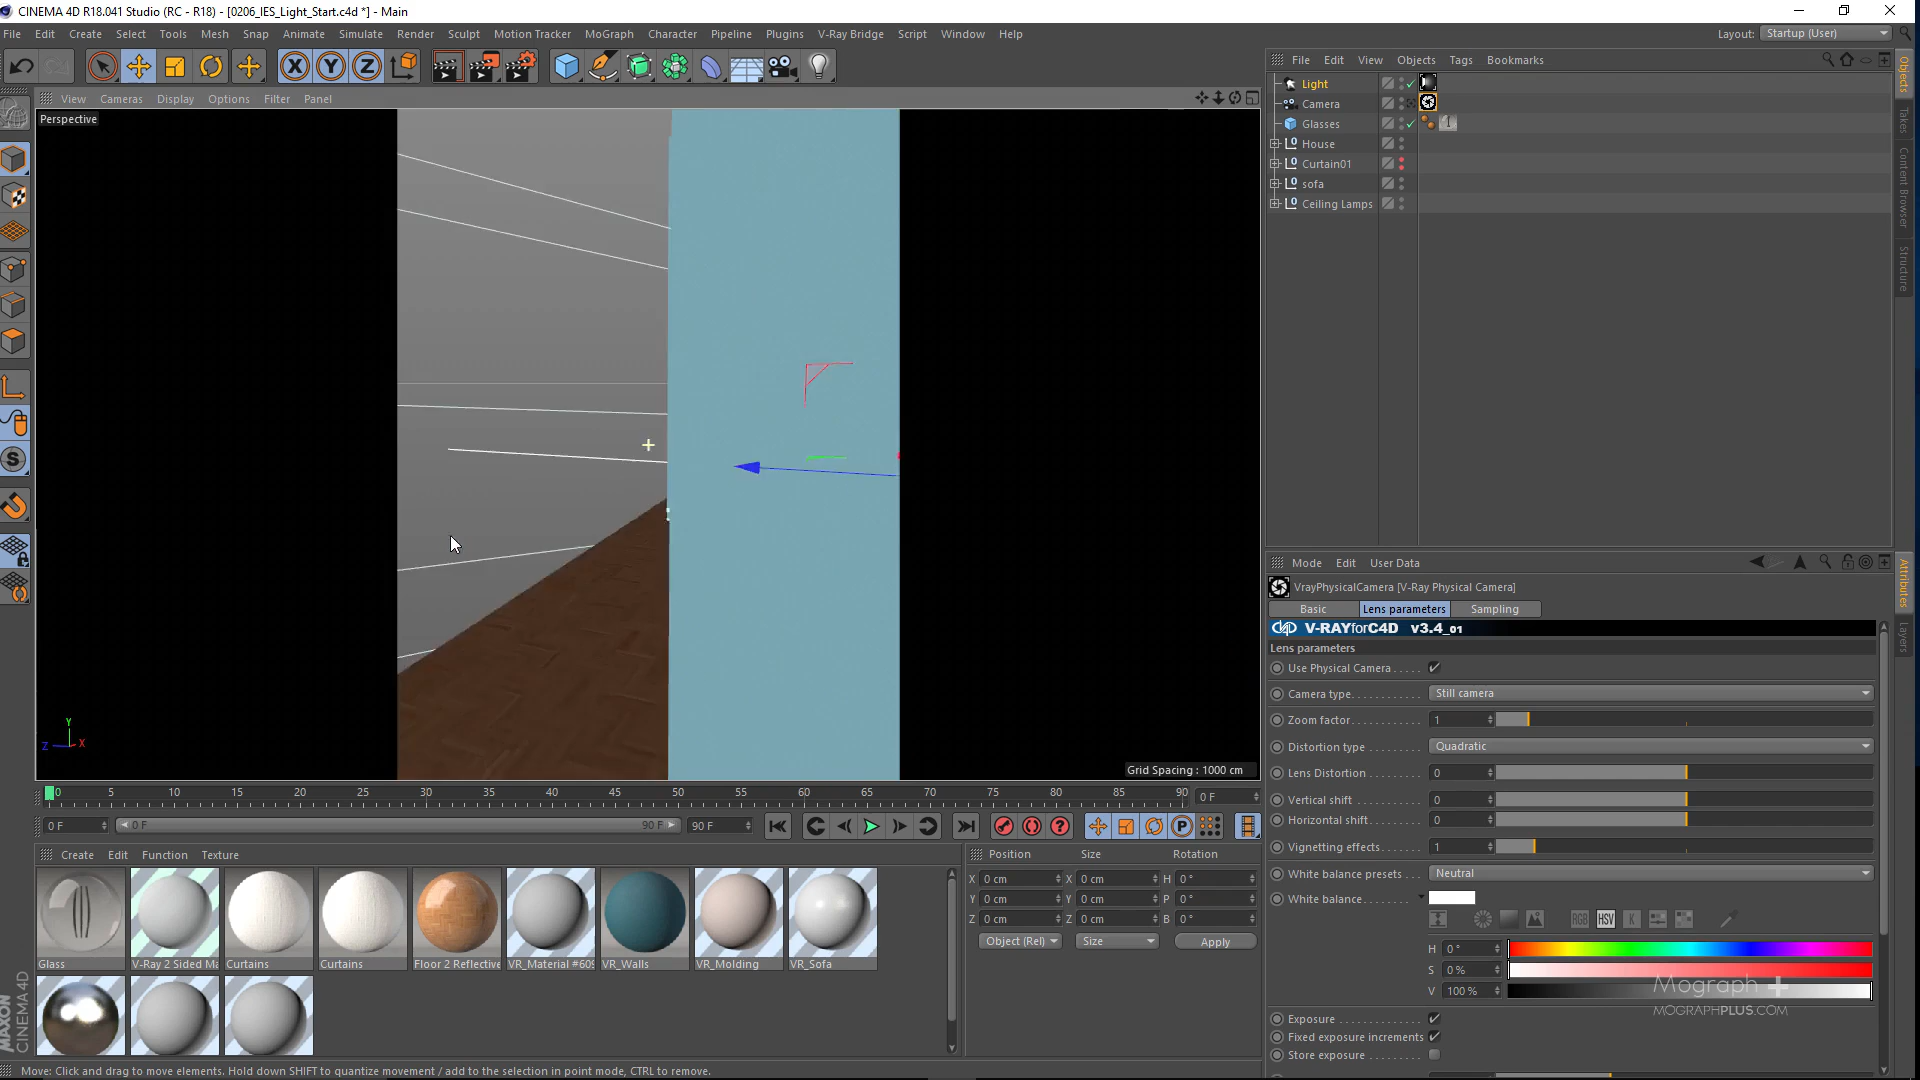 CINEMA 4D R18.041 Studio (RC - R18) - [0206_IES_Light_Start.c4d *] - Main
File Edit Create Select Tools Mesh Snap Animate Simulate Render Sculpt Motion Tracker MoGraph Character Pipeline Plugins V-Ray Bridge Script Window Help
Layout: Startup (User)
File Edit View Objects Tags Bookmarks
View Cameras Display Options Filter Panel
Perspective
Light
Camera
Glasses
House
Curtain01
sofa
Ceiling Lamps
Objects
Takes
Content Browser
Structure
Mode Edit User Data
VrayPhysicalCamera [V-Ray Physical Camera]
Basic Lens parameters Sampling
V-RAYforC4D v3.4_01
Lens parameters
Use Physical Camera
Camera type Still camera
Zoom factor 1
Distortion type Quadratic
Lens Distortion 0
Vertical shift 0
Horizontal shift 0
Vignetting effects 1
White balance presets Neutral
White balance
RGB HSV K
H 0 °
S 0 %
V 100 %
Exposure
Fixed exposure increments
Store exposure
Attributes
Layers
Mograph +
MOGRAPHPLUS.COM
Y
Z X
Grid Spacing : 1000 cm
0 5 10 15 20 25 30 35 40 45 50 55 60 65 70 75 80 85 90 0 F
0 F 0 F 90 F 90 F
P
Create Edit Function Texture
Position Size Rotation
X 0 cm X 0 cm H 0 °
Y 0 cm Y 0 cm P 0 °
Z 0 cm Z 0 cm B 0 °
Object (Rel) Size Apply
Glass V-Ray 2 Sided Ma Curtains Curtains Floor 2 Reflective VR_Material #609 VR_Walls VR_Molding VR_Sofa
MAXON
CINEMA 4D
Move: Click and drag to move elements. Hold down SHIFT to quantize movement / add to the selection in point mode, CTRL to remove.